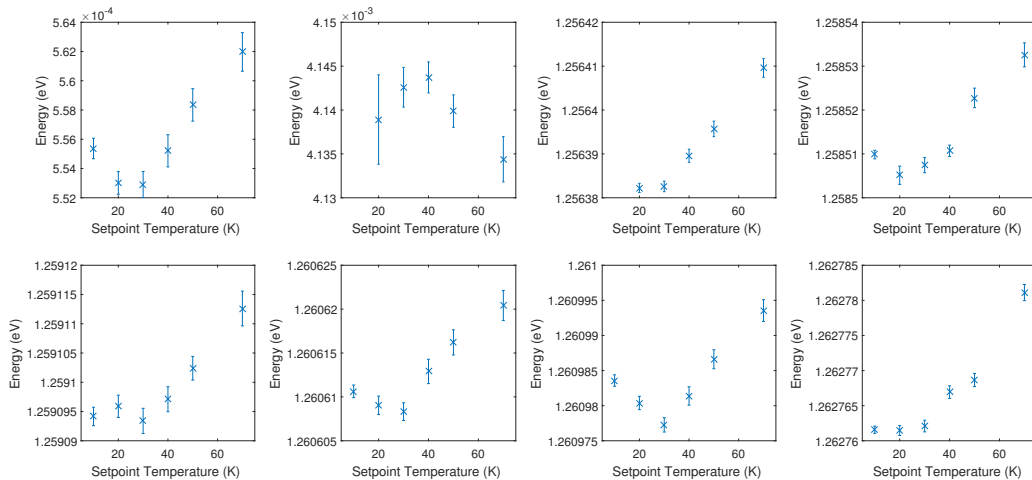 ×10⁻⁴
5.64
5.62
5.6
5.58
5.56
5.54
5.52
Energy (eV)
20 40 60
Setpoint Temperature (K)
×10⁻³
4.15
4.145
4.14
4.135
4.13
Energy (eV)
20 40 60
Setpoint Temperature (K)
1.25642
1.25641
1.2564
1.25639
1.25638
Energy (eV)
20 40 60
Setpoint Temperature (K)
1.25854
1.25853
1.25852
1.25851
1.2585
Energy (eV)
20 40 60
Setpoint Temperature (K)
1.25912
1.259115
1.25911
1.259105
1.2591
1.259095
1.25909
Energy (eV)
20 40 60
Setpoint Temperature (K)
1.260625
1.26062
1.260615
1.26061
1.260605
Energy (eV)
20 40 60
Setpoint Temperature (K)
1.261
1.260995
1.26099
1.260985
1.26098
1.260975
Energy (eV)
20 40 60
Setpoint Temperature (K)
1.262785
1.26278
1.262775
1.26277
1.262765
1.26276
Energy (eV)
20 40 60
Setpoint Temperature (K)